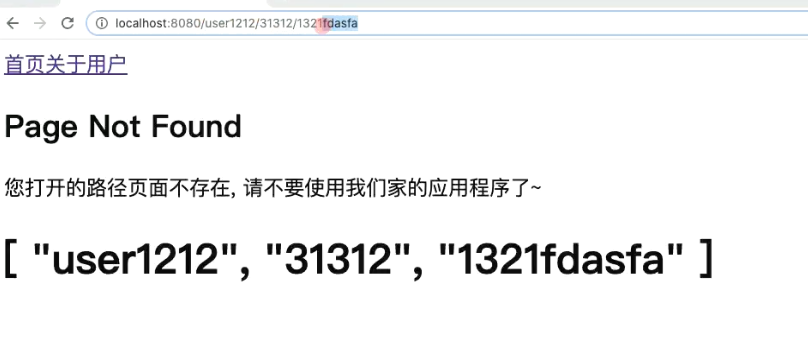 localhost:8080/user1212/31312/1321fdasfa
首页关于用户
Page Not Found
您打开的路径页面不存在, 请不要使用我们家的应用程序了~
[ "user1212", "31312", "1321fdasfa" ]